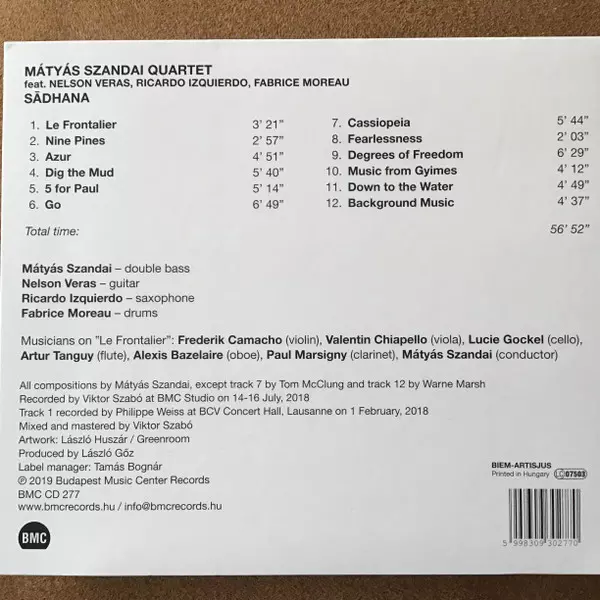 MÁTYÁS SZANDAI QUARTET
feat. NELSON VERAS, RICARDO IZQUIERDO, FABRICE MOREAU
SĀDHANA
1. Le Frontalier 3’ 21”
2. Nine Pines 2’ 57”
3. Azur 4’ 51”
4. Dig the Mud 5’ 40”
5. 5 for Paul 5’ 14”
6. Go 6’ 49”
7. Cassiopeia 5’ 44”
8. Fearlessness 2’ 03”
9. Degrees of Freedom 6’ 29”
10. Music from Gyimes 4’ 12”
11. Down to the Water 4’ 49”
12. Background Music 4’ 37”
Total time: 56’ 52”
Mátyás Szandai – double bass
Nelson Veras – guitar
Ricardo Izquierdo – saxophone
Fabrice Moreau – drums
Musicians on ”Le Frontalier”: Frederik Camacho (violin), Valentin Chiapello (viola), Lucie Gockel (cello),
Artur Tanguy (flute), Alexis Bazelaire (oboe), Paul Marsigny (clarinet), Mátyás Szandai (conductor)
All compositions by Mátyás Szandai, except track 7 by Tom McClung and track 12 by Warne Marsh
Recorded by Viktor Szabó at BMC Studio on 14-16 July, 2018
Track 1 recorded by Philippe Weiss at BCV Concert Hall, Lausanne on 1 February, 2018
Mixed and mastered by Viktor Szabó
Artwork: László Huszár / Greenroom
Produced by László Gőz
Label manager: Tamás Bognár
℗ 2019 Budapest Music Center Records
BMC CD 277
www.bmcrecords.hu / info@bmcrecords.hu
BMC
BIEM-ARTISJUS
Printed in Hungary LC 07503
5 998309 302770